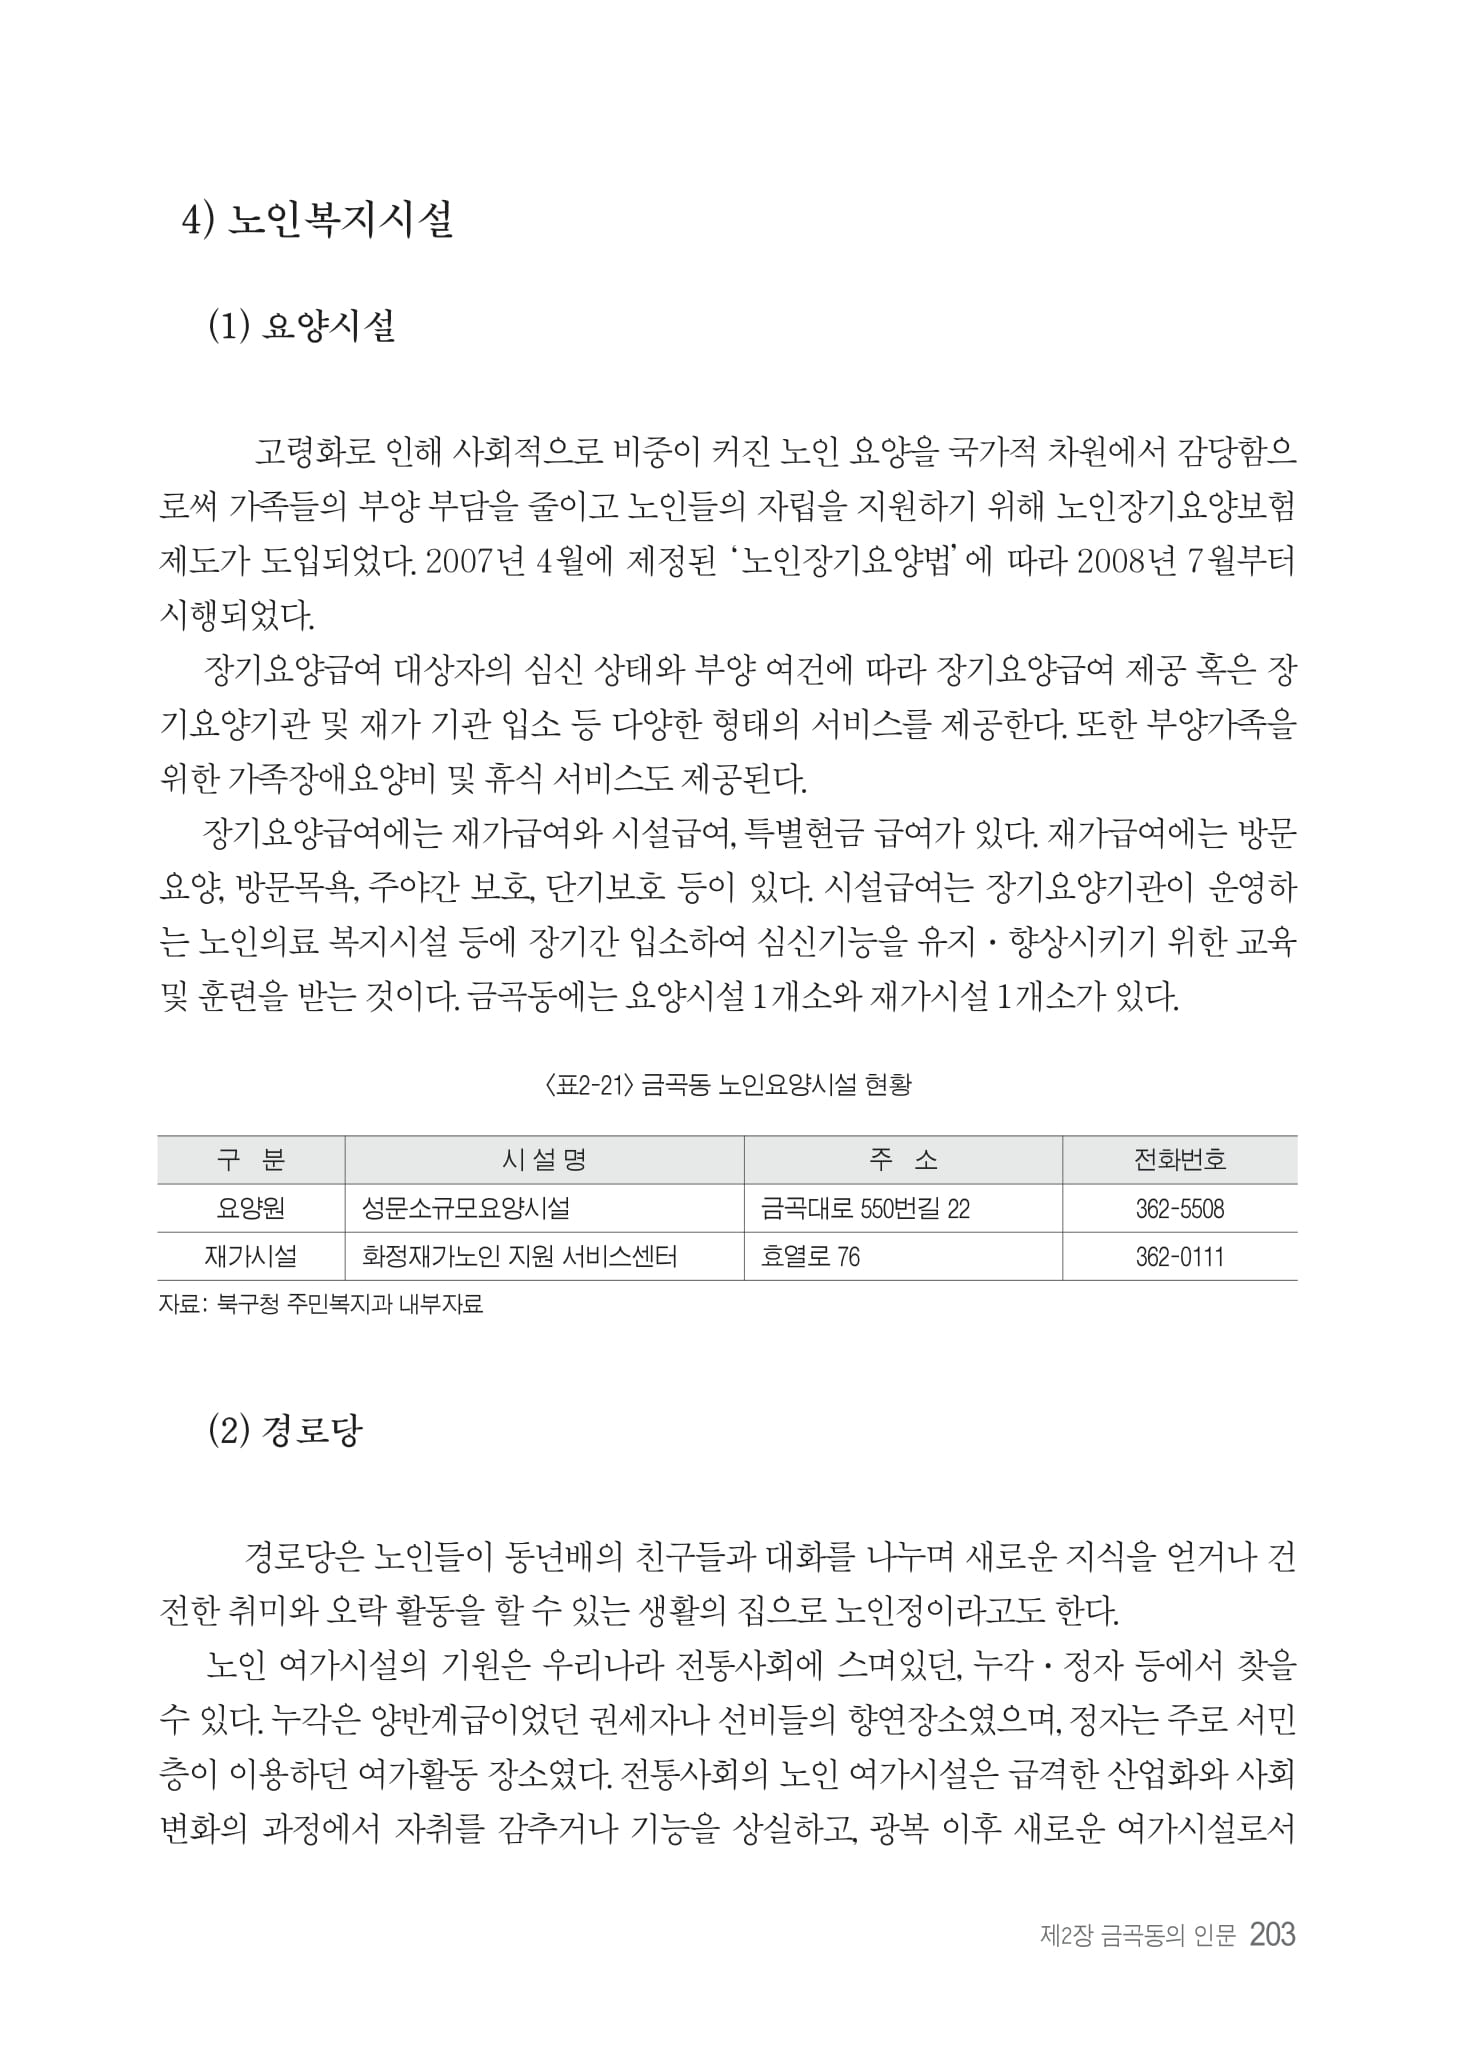 4) 노인복지시설
(1) 요양시설
고령화로 인해 사회적으로 비중이 커진 노인 요양을 국가적 차원에서 감당함으
로써 가족들의 부양 부담을 줄이고 노인들의 자립을 지원하기 위해 노인장기요양보험
제도가 도입되었다. 2007년 4월에 제정된 ‘노인장기요양법’에 따라 2008년 7월부터
시행되었다.
장기요양급여 대상자의 심신 상태와 부양 여건에 따라 장기요양급여 제공 혹은 장
기요양기관 및 재가 기관 입소 등 다양한 형태의 서비스를 제공한다. 또한 부양가족을
위한 가족장애요양비 및 휴식 서비스도 제공된다.
장기요양급여에는 재가급여와 시설급여, 특별현금 급여가 있다. 재가급여에는 방문
요양, 방문목욕, 주야간 보호, 단기보호 등이 있다. 시설급여는 장기요양기관이 운영하
는 노인의료 복지시설 등에 장기간 입소하여 심신기능을 유지·향상시키기 위한 교육
및 훈련을 받는 것이다. 금곡동에는 요양시설 1개소와 재가시설 1개소가 있다.
〈표2-21〉 금곡동 노인요양시설 현황
구 분 시 설 명 주 소 전화번호
요양원 성문소규모요양시설 금곡대로 550번길 22 362-5508
재가시설 화정재가노인 지원 서비스센터 효열로 76 362-0111
자료: 북구청 주민복지과 내부자료
(2) 경로당
경로당은 노인들이 동년배의 친구들과 대화를 나누며 새로운 지식을 얻거나 건
전한 취미와 오락 활동을 할 수 있는 생활의 집으로 노인정이라고도 한다.
노인 여가시설의 기원은 우리나라 전통사회에 스며있던, 누각·정자 등에서 찾을
수 있다. 누각은 양반계급이었던 권세자나 선비들의 향연장소였으며, 정자는 주로 서민
층이 이용하던 여가활동 장소였다. 전통사회의 노인 여가시설은 급격한 산업화와 사회
변화의 과정에서 자취를 감추거나 기능을 상실하고, 광복 이후 새로운 여가시설로서
제2장 금곡동의 인문 203